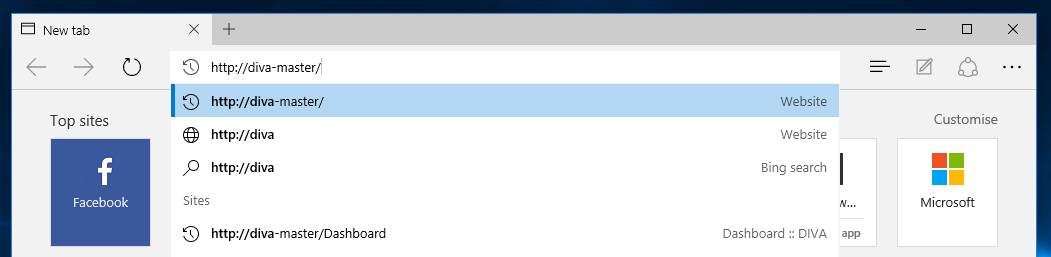 New tab
http://diva-master/
http://diva-master/ Website
http://diva Website
http://diva Bing search
Sites
http://diva-master/Dashboard Dashboard :: DIVA
Top sites
Customise
f
Facebook
w...
app
Microsoft